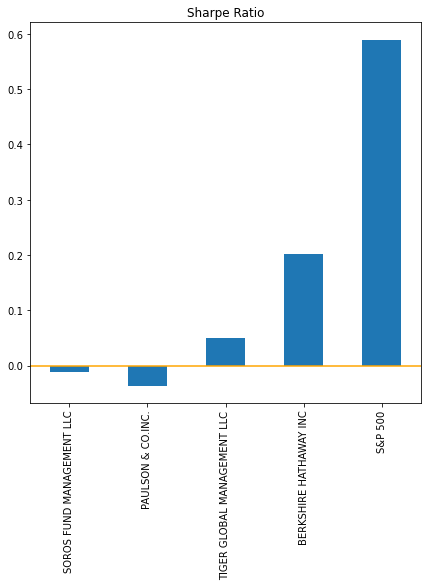 Sharpe Ratio
0.6
0.5
0.4
0.3
0.2
0.1
0.0
SOROS FUND MANAGEMENT LLC
PAULSON & CO.INC.
TIGER GLOBAL MANAGEMENT LLC
BERKSHIRE HATHAWAY INC
S&P 500